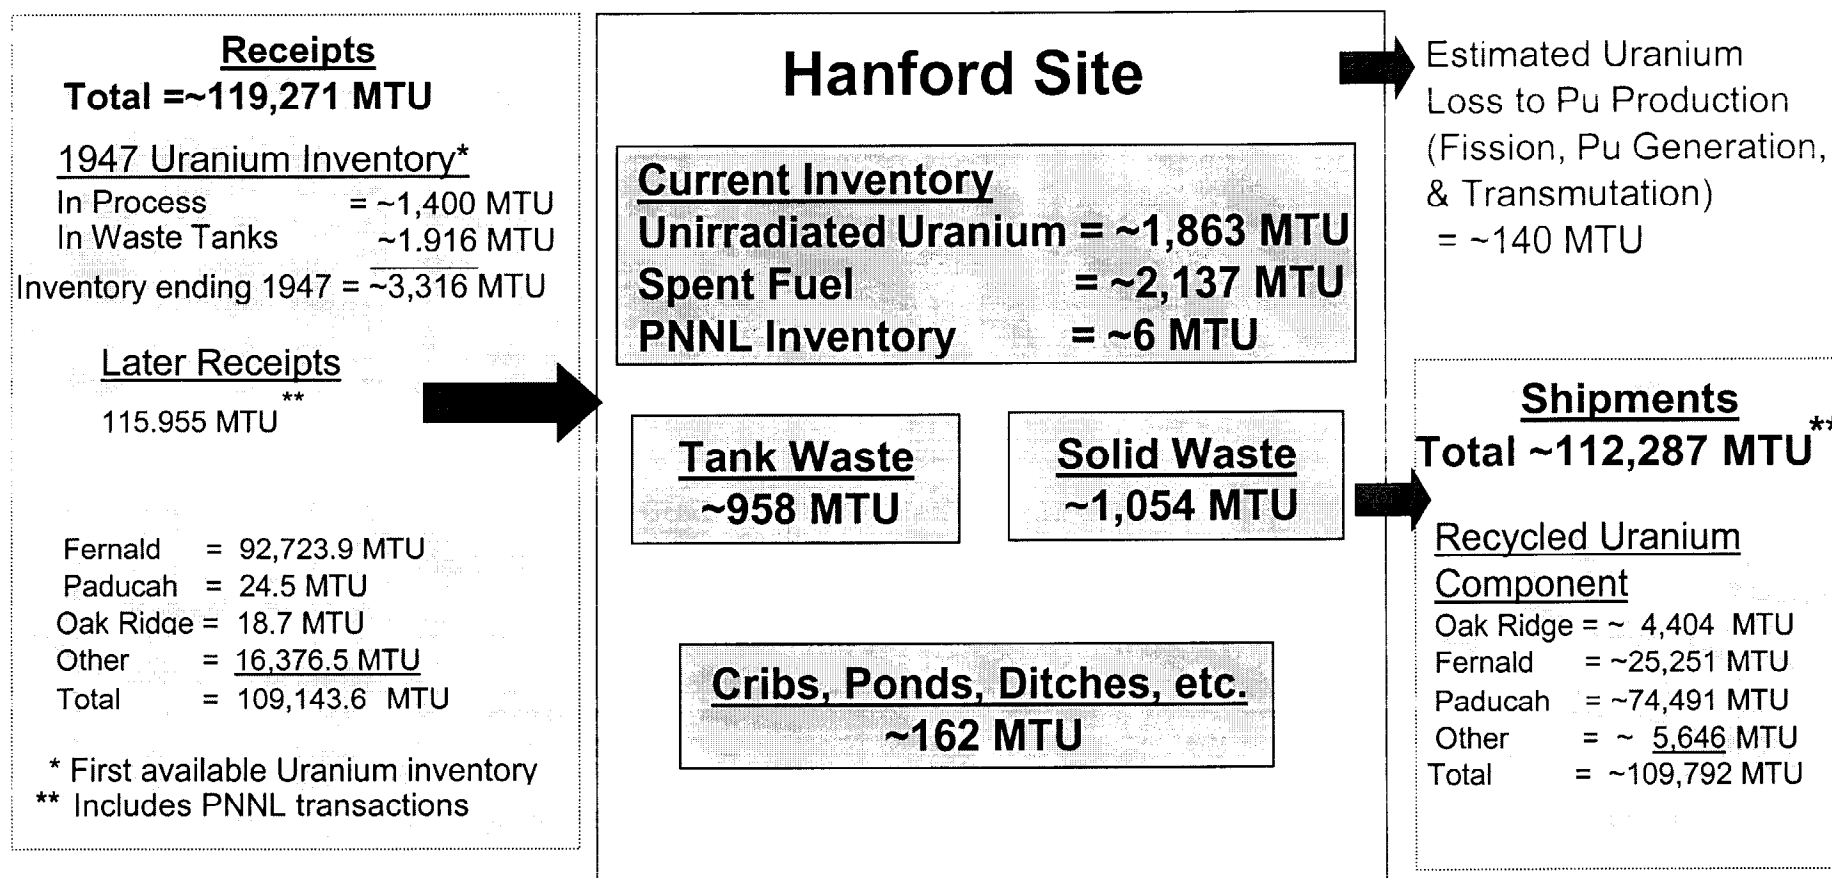 Receipts
Total =~119,271 MTU
1947 Uranium Inventory*
In Process = ~1,400 MTU
In Waste Tanks ~1.916 MTU
Inventory ending 1947 = ~3,316 MTU
Later Receipts
115.955 MTU**
Fernald = 92,723.9 MTU
Paducah = 24.5 MTU
Oak Ridge = 18.7 MTU
Other = 16,376.5 MTU
Total = 109,143.6 MTU
* First available Uranium inventory
** Includes PNNL transactions
Hanford Site
Current Inventory
Unirradiated Uranium = ~1,863 MTU
Spent Fuel = ~2,137 MTU
PNNL Inventory = ~6 MTU
Tank Waste
~958 MTU
Solid Waste
~1,054 MTU
Cribs, Ponds, Ditches, etc.
~162 MTU
Estimated Uranium
Loss to Pu Production
(Fission, Pu Generation,
& Transmutation)
= ~140 MTU
Shipments
Total ~112,287 MTU**
Recycled Uranium
Component
Oak Ridge = ~ 4,404 MTU
Fernald = ~25,251 MTU
Paducah = ~74,491 MTU
Other = ~ 5,646 MTU
Total = ~109,792 MTU